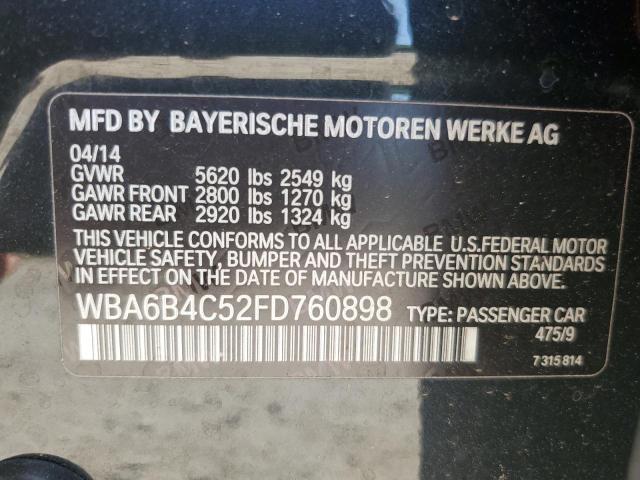 MFD BY BAYERISCHE MOTOREN WERKE AG
04/14
GVWR 5620 lbs 2549 kg
GAWR FRONT 2800 lbs 1270 kg
GAWR REAR 2920 lbs 1324 kg
THIS VEHICLE CONFORMS TO ALL APPLICABLE U.S.FEDERAL MOTOR
VEHICLE SAFETY, BUMPER AND THEFT PREVENTION STANDARDS
IN EFFECT ON THE DATE OF MANUFACTURE SHOWN ABOVE.
WBA6B4C52FD760898 TYPE: PASSENGER CAR
475/9
7 315 814